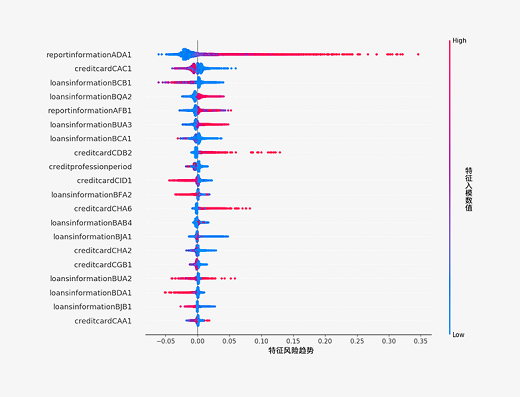 High
reportinformationADA1
creditcardCAC1
loansinformationBCB1
loansinformationBQA2
reportinformationAFB1
loansinformationBUA3
loansinformationBCA1
creditcardCDB2
creditprofessionperiod
creditcardCID1
loansinformationBFA2
creditcardCHA6
loansinformationBAB4
loansinformationBJA1
creditcardCHA2
creditcardCGB1
loansinformationBUA2
loansinformationBDA1
loansinformationBJB1
creditcardCAA1
特征入模数值
Low
−0.05 0.00 0.05 0.10 0.15 0.20 0.25 0.30 0.35
特征风险趋势